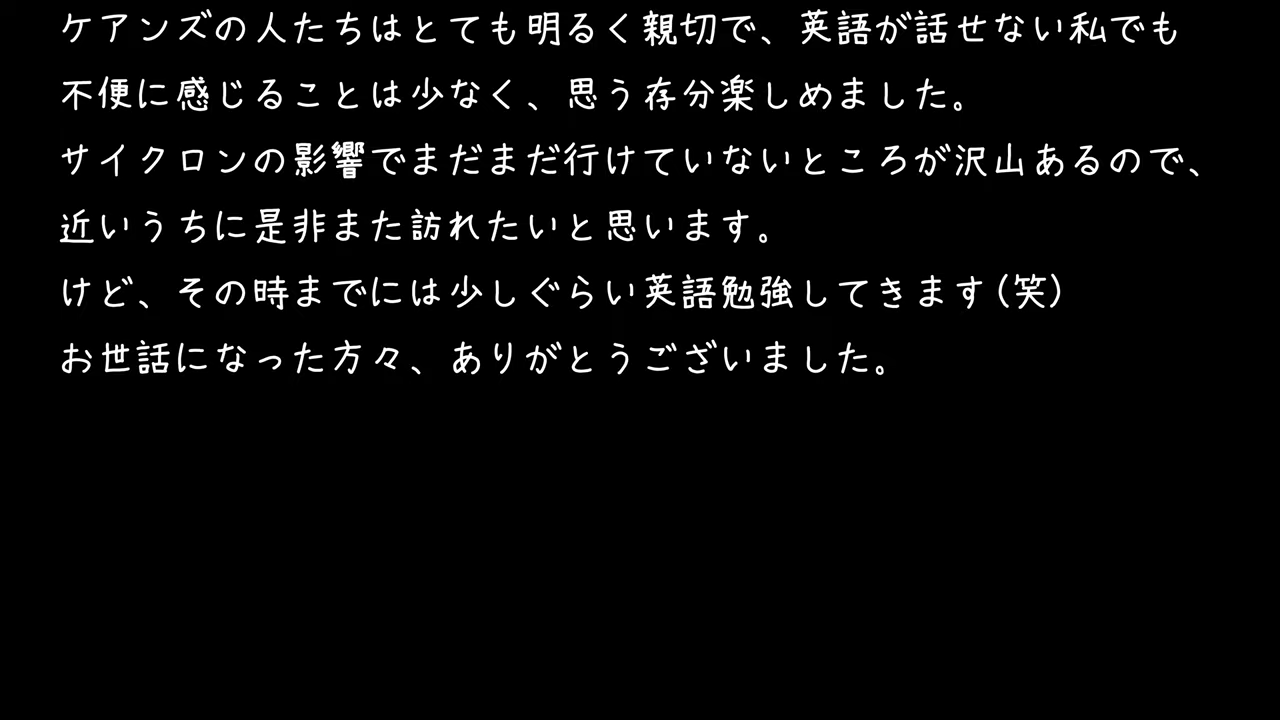 ケアンズの人たちはとても明るく親切で、英語が話せない私でも
不便に感じることは少なく、思う存分楽しめました。
サイクロンの影響でまだまだ行けていないところが沢山あるので、
近いうちに是非また訪れたいと思います。
けど、その時までには少しぐらい英語勉強してきます(笑)
お世話になった方々、ありがとうございました。